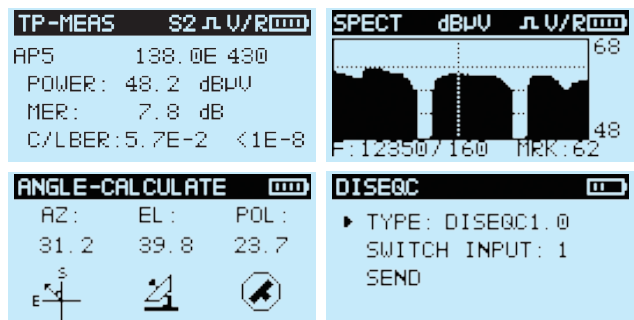 TP-MEAS S2 V/R
AP5 138.0E 430
POWER: 48.2 dBµV
MER: 7.8 dB
C/LBER:5.7E-2 <1E-8
SPECT dBµV V/R
68
48
F:12350/160 MRK:62
ANGLE-CALCULATE
AZ: EL: POL:
31.2 39.8 23.7
S
E
DISEQC
TYPE: DISEQC1.0
SWITCH INPUT: 1
SEND